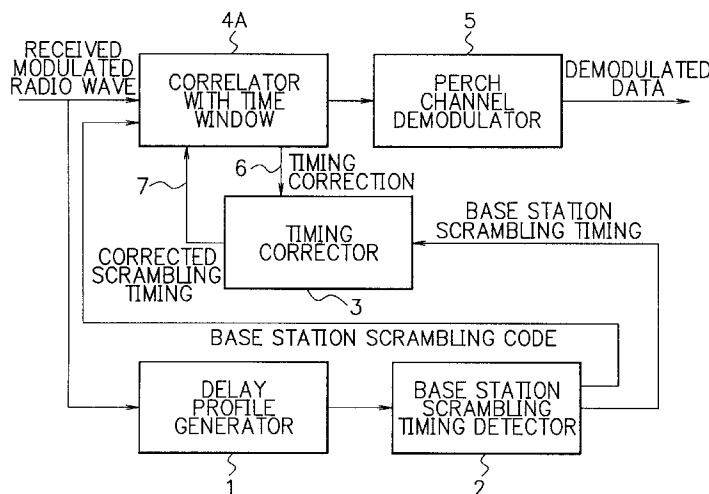 4A
5
RECEIVED
MODULATED
RADIO WAVE
CORRELATOR
WITH TIME
WINDOW
PERCH
CHANNEL
DEMODULATOR
DEMODULATED
DATA
7
6
TIMING
CORRECTION
CORRECTED
SCRAMBLING
TIMING
TIMING
CORRECTOR
3
BASE STATION
SCRAMBLING TIMING
BASE STATION SCRAMBLING CODE
DELAY
PROFILE
GENERATOR
1
BASE STATION
SCRAMBLING
TIMING DETECTOR
2